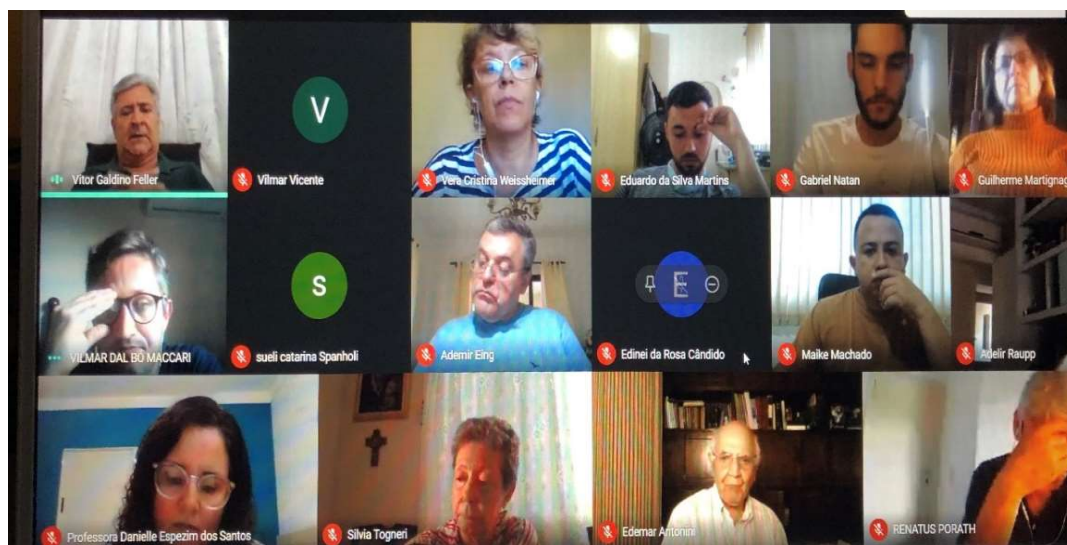 Vitor Galdino Feller
V
Vilmar Vicente
Vera Cristina Weissheimer
Eduardo da Silva Martins
Gabriel Natan
Guilherme Martignag
VILMAR DAL BÓ MACCARI
S
sueli catarina Spanholi
Ademir Eing
E
Edinei da Rosa Cândido
Maike Machado
Adelir Raupp
Professora Danielle Espezim dos Santos
Silvia Togneri
Edemar Antonini
RENATUS PORATH